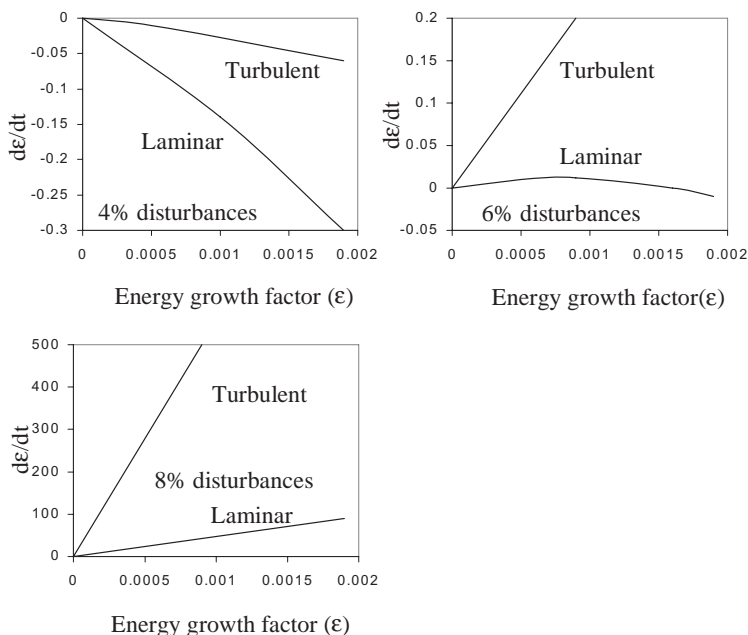 0
-0.05
-0.1
-0.15
-0.2
-0.25
-0.3
dε/dt
Turbulent
Laminar
4% disturbances
0 0.0005 0.001 0.0015 0.002
Energy growth factor (ε)
0.2
0.15
0.1
0.05
0
-0.05
dε/dt
Turbulent
Laminar
6% disturbances
0 0.0005 0.001 0.0015 0.002
Energy growth factor(ε)
500
400
300
200
100
0
dε/dt
Turbulent
8% disturbances
Laminar
0 0.0005 0.001 0.0015 0.002
Energy growth factor (ε)